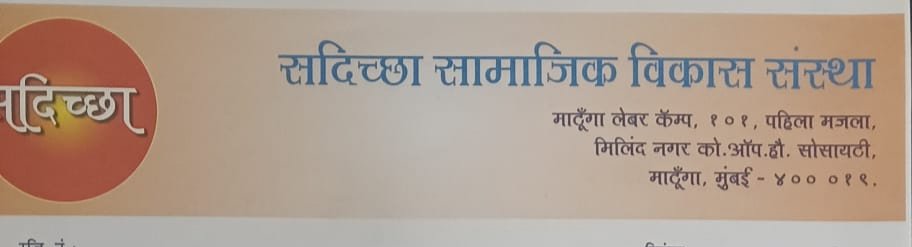 सदिच्छा सामाजिक विकास संस्था
सदिच्छा
माटूँगा लेबर कॅम्प, १०१, पहिला मजला,
मिलिंद नगर को.ऑप.हौ. सोसायटी,
माटूँगा, मुंबई - ४०० ०१९.